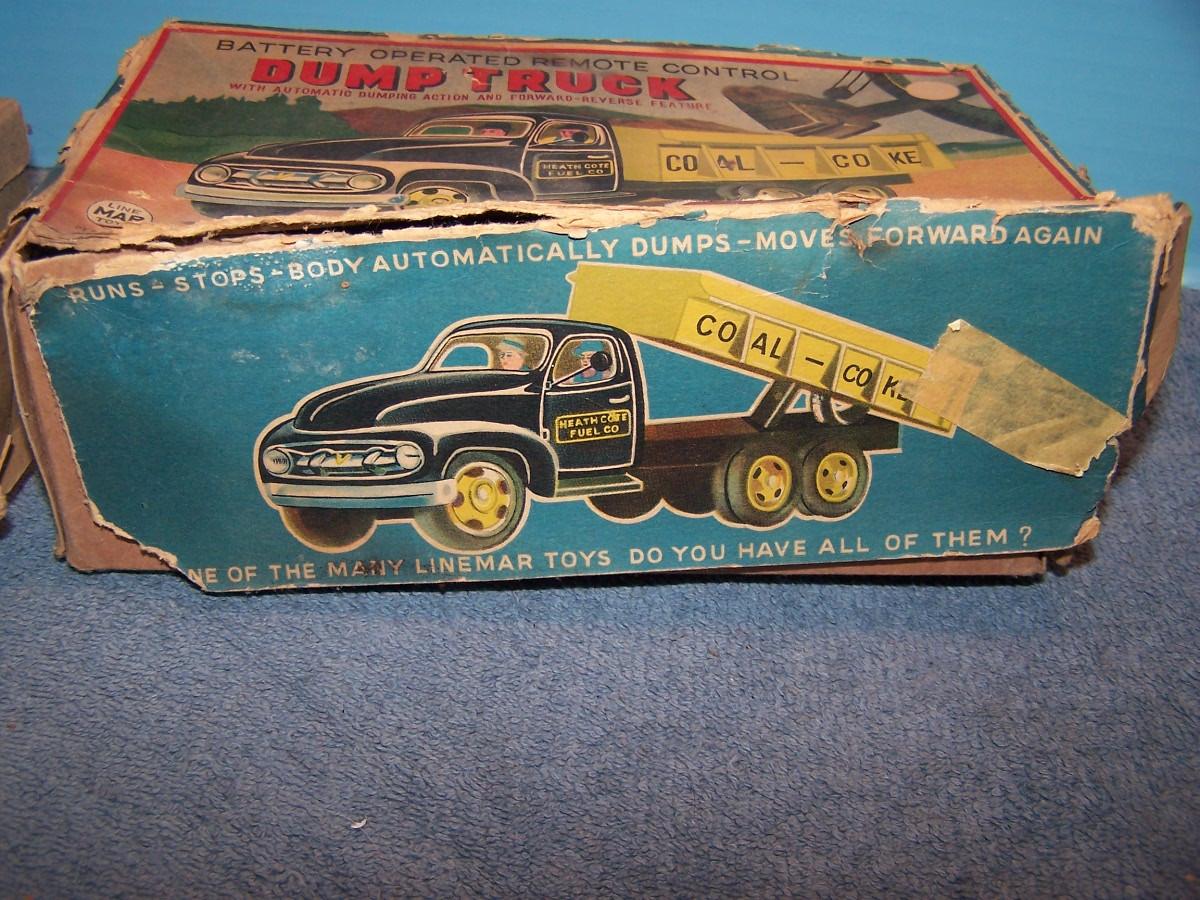 BATTERY OPERATED REMOTE CONTROL
DUMP TRUCK
WITH AUTOMATIC DUMPING ACTION AND FORWARD-REVERSE FEATURE
COAL - COKE
HEATH COTE
FUEL CO
LINE
MAR
TOYS
RUNS - STOPS - BODY AUTOMATICALLY DUMPS - MOVES FORWARD AGAIN
COAL - COKE
HEATH COTE
FUEL CO
NE OF THE MANY LINEMAR TOYS DO YOU HAVE ALL OF THEM ?